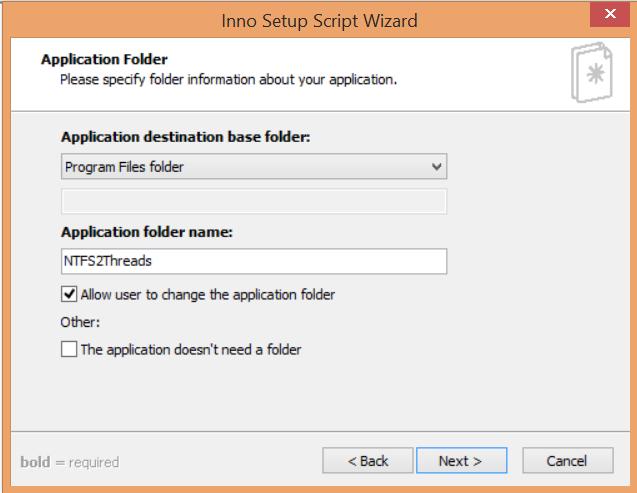 Inno Setup Script Wizard
Application Folder
Please specify folder information about your application.
Application destination base folder:
Program Files folder
Application folder name:
NTFS2Threads
Allow user to change the application folder
Other:
The application doesn't need a folder
bold = required
< Back
Next >
Cancel